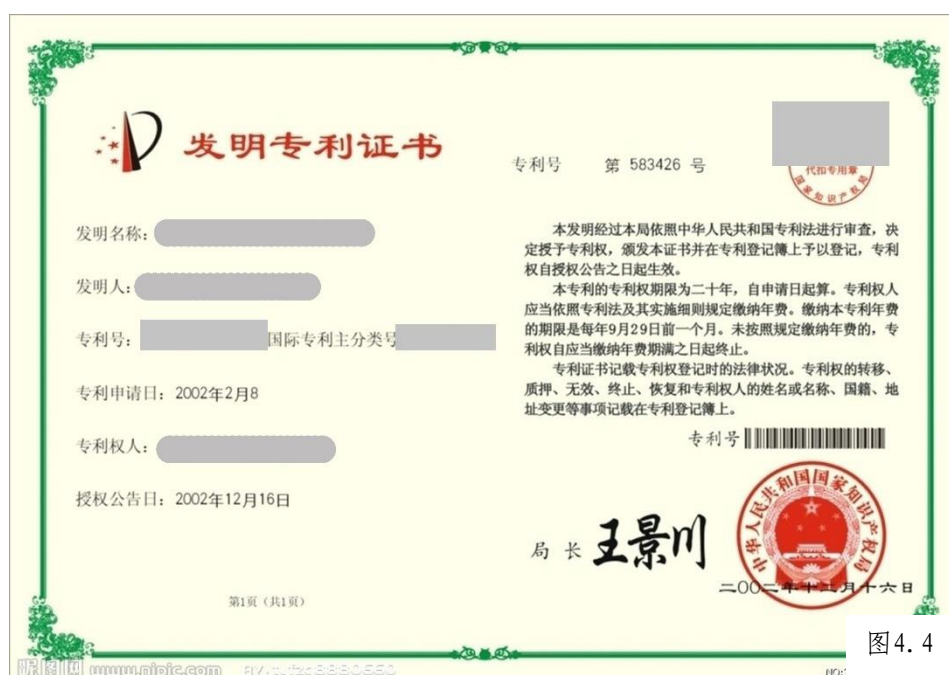 发明专利证书
专利号 第 583426 号
代扣专用章
国家知识产权局
发明名称:
发明人:
专利号: 国际专利主分类号
专利申请日: 2002年2月8
专利权人:
授权公告日: 2002年12月16日
第1页 (共1页)
本发明经过本局依照中华人民共和国专利法进行审查，决
定授予专利权，颁发本证书并在专利登记簿上予以登记，专利
权自授权公告之日起生效。
本专利的专利权期限为二十年，自申请日起算。专利权人
应当依照专利法及其实施细则规定缴纳年费。缴纳本专利年费
的期限是每年9月29日前一个月。未按照规定缴纳年费的，专
利权自应当缴纳年费期满之日起终止。
专利证书记载专利权登记时的法律状况。专利权的转移、
质押、无效、终止、恢复和专利权人的姓名或名称、国籍、地
址变更等事项记载在专利登记簿上。
专利号
局 长 王景川
中华人民共和国国家知识产权局
二〇〇二年十二月十六日
昵图网 www.nipic.com
图4.4